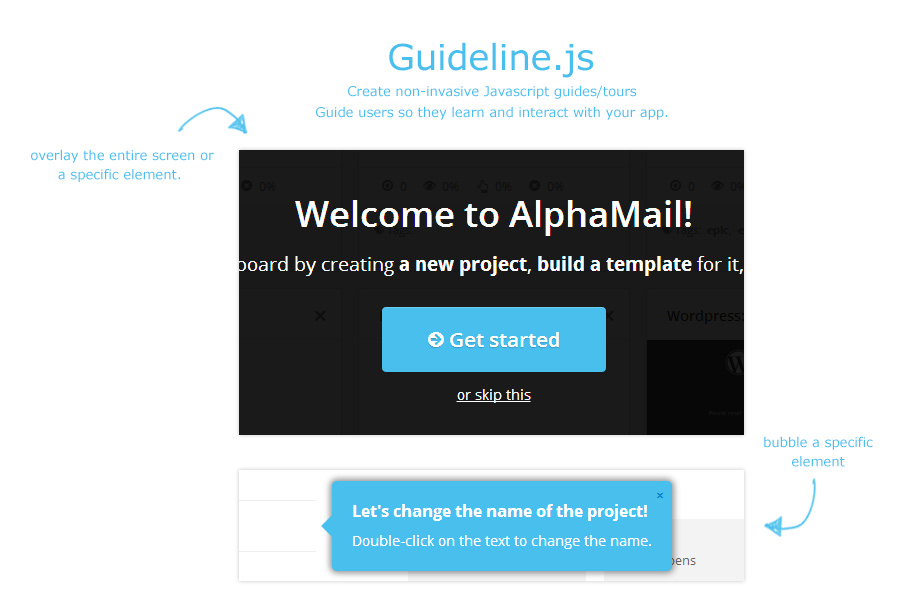 Guideline.js
Create non-invasive Javascript guides/tours
Guide users so they learn and interact with your app.
overlay the entire screen or
a specific element.
0% 0 0% 0% 0% 0 0%
Welcome to AlphaMail!
board by creating a new project, build a template for it,
Wordpress:
Get started
or skip this
bubble a specific
element
×
Let's change the name of the project!
Double-click on the text to change the name.
pens